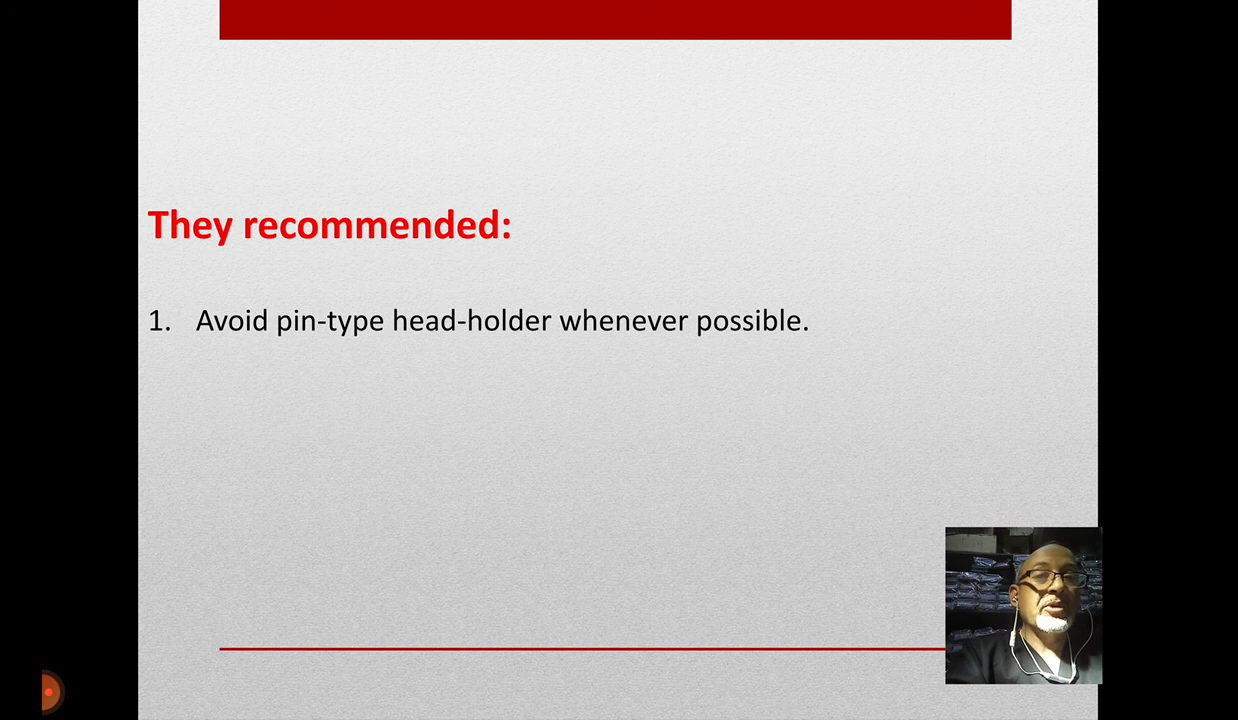 They recommended:
1. Avoid pin-type head-holder whenever possible.